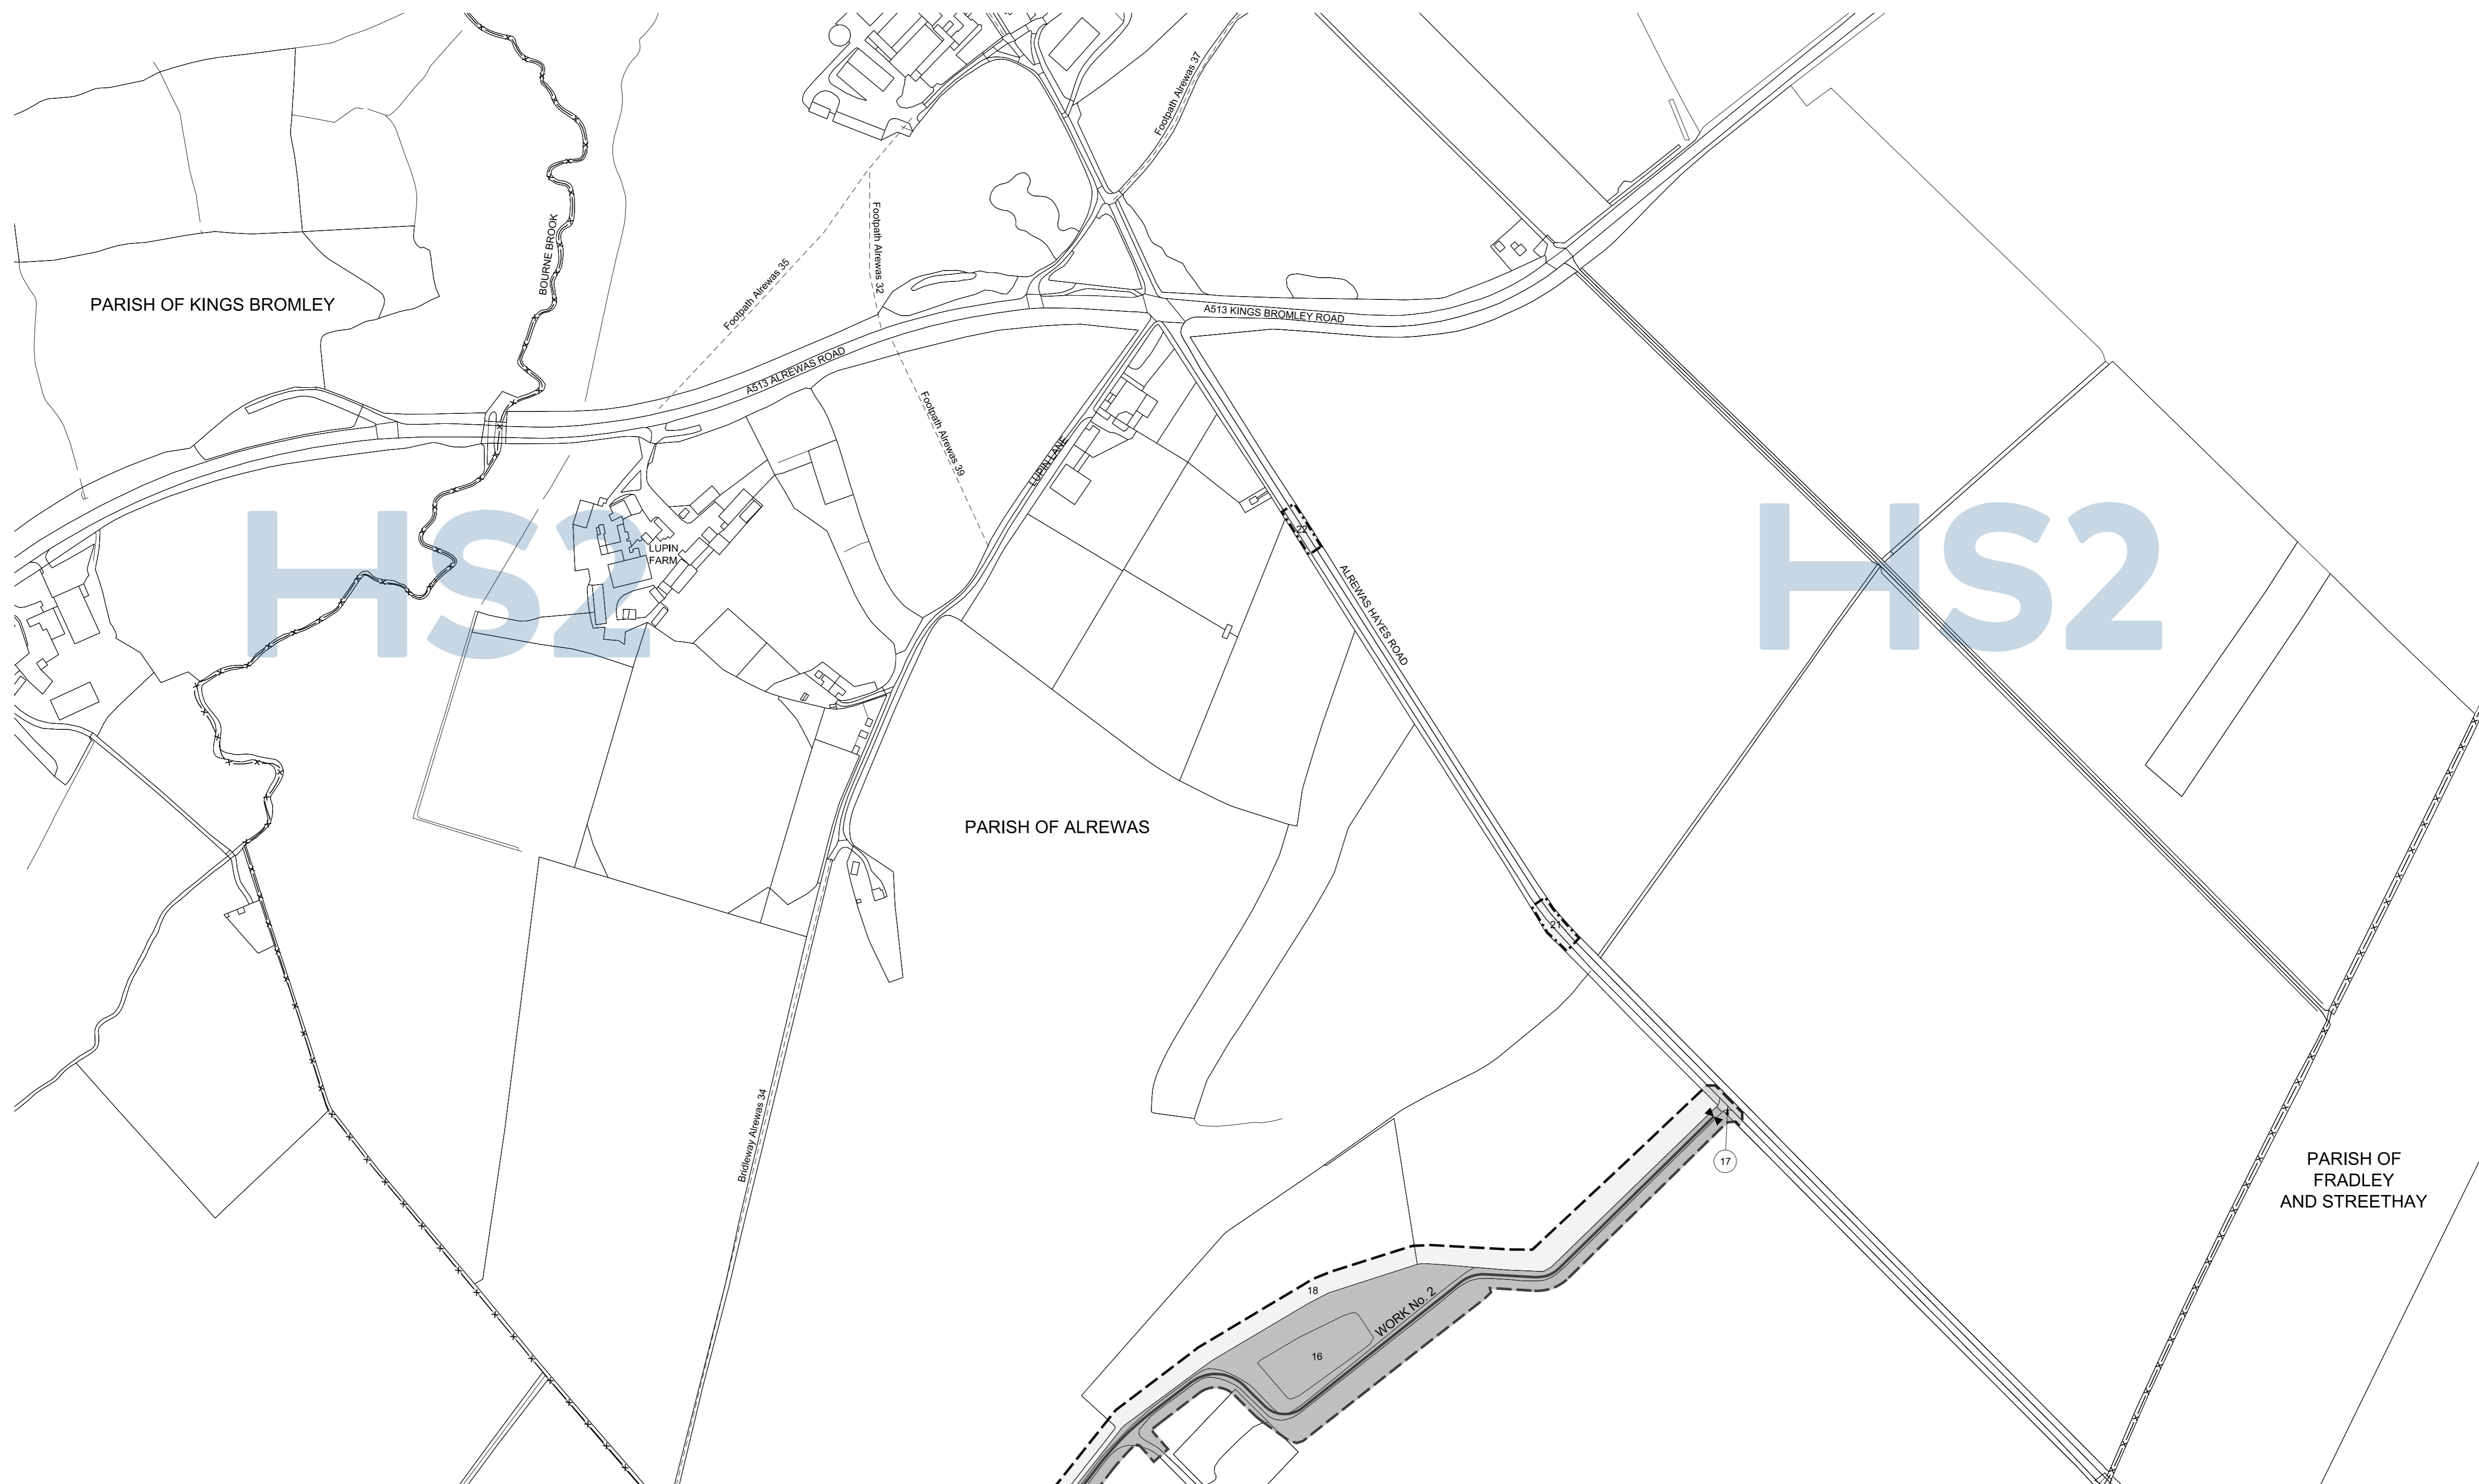 Footpath Alrewas 37
Footpath Alrewas 32
Footpath Alrewas 35
BOURNE BROOK
PARISH OF KINGS BROMLEY
A513 KINGS BROMLEY ROAD
A513 ALREWAS ROAD
Footpath Alrewas 39
LUPIN LANE
HS2
HS2
22
LUPIN
FARM
ALREWAS HAYES ROAD
PARISH OF ALREWAS
21
Bridleway Alrewas 34
17
PARISH OF
FRADLEY
AND STREETHAY
18
WORK No. 2
16